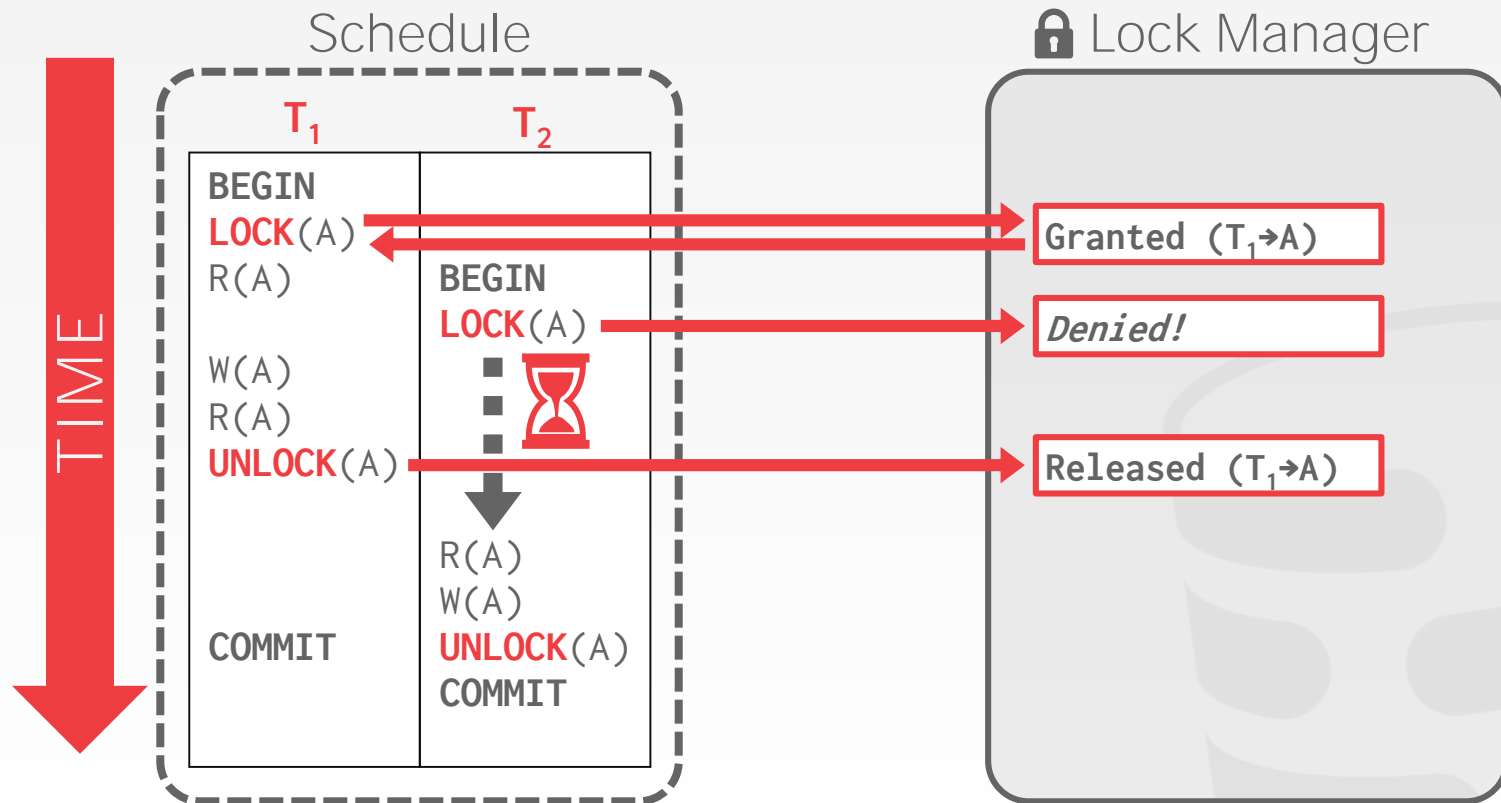 Schedule
Lock Manager
TIME
T₁
T₂
BEGIN
LOCK(A)
R(A)
W(A)
R(A)
UNLOCK(A)
COMMIT
BEGIN
LOCK(A)
R(A)
W(A)
UNLOCK(A)
COMMIT
Granted (T₁→A)
Denied!
Released (T₁→A)